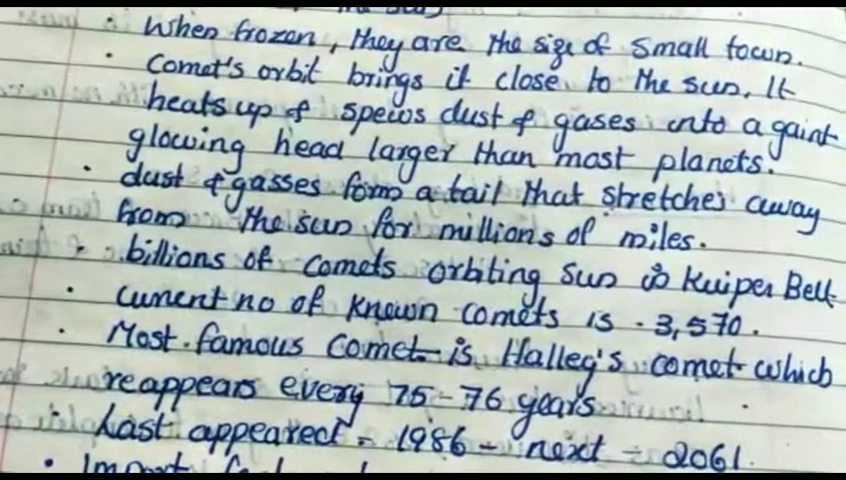 the sun
• When frozen, they are the size of small town.
• Comet's orbit brings it close to the sun. It
heats up & spews dust & gases into a gaint
glowing head larger than most planets.
• dust & gasses form a tail that stretches away
from the sun for millions of miles.
• billions of comets orbiting sun in Kuiper Belt
• current no of known comets is - 3,570.
• Most famous comet is Halleg's comet which
reappears every 75-76 years
• Last appeared - 1986 - next - 2061.
• Import